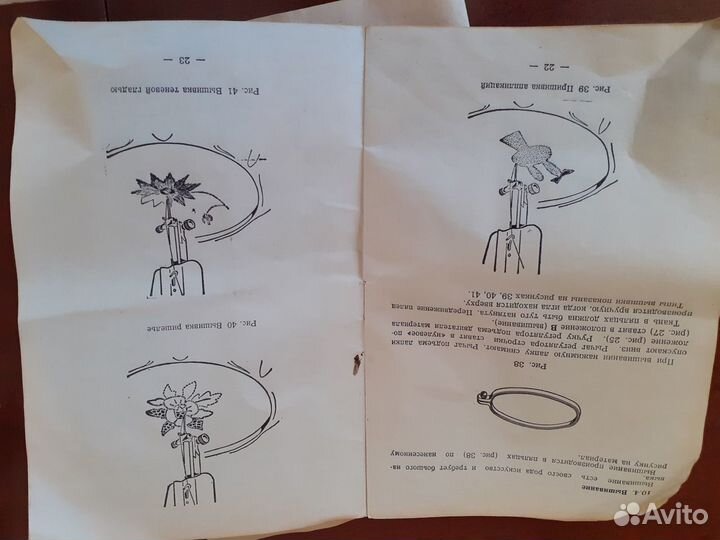 10.4. Вышивание
Вышивание есть своего рода искусство и требует большого на-
выка.
Вышивание производится в пяльцах (рис. 38) по нанесенному
рисунку на материал.
Рис. 38
При вышивании нажимную лапку снимают. Рычаг подъема лапки
опускают вниз. Рычаг регулятора строчки ставят в «нулевое» по-
ложение (рис. 25). Ручку регулятора подъема двигателя материала
(рис. 27) ставят в положение В (вышивание).
Ткань в пяльцах должна быть туго натянута. Передвижение пялец
производится вручную, когда игла находится вверху.
Типы вышивки показаны на рисунках 39, 40, 41.
Рис. 39 Пришивка аппликаций
— 22 —
Рис. 40 Вышивка ришелье
Рис. 41 Вышивка теневой гладью
— 23 —
Avito